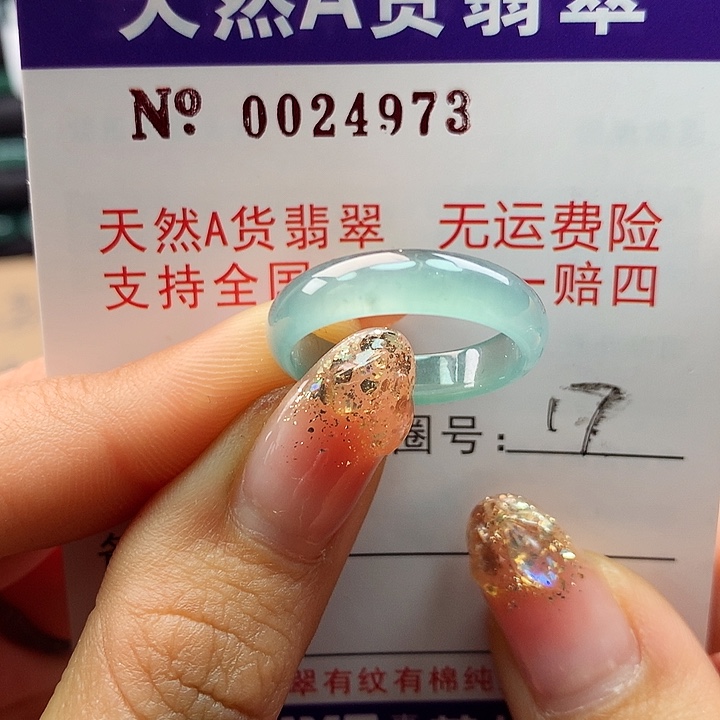 天然A货翡翠
No. 0024973
天然A货翡翠 无运费险
支持全国 一赔四
圈号: 17
翠有纹有棉纯